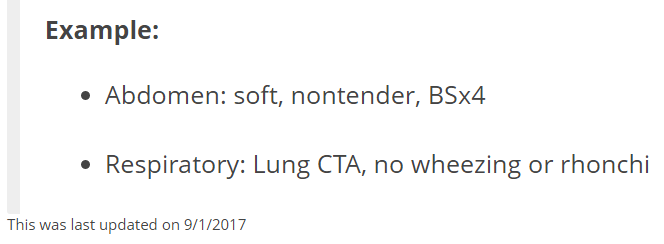 Example:
Abdomen: soft, nontender, BSx4
Respiratory: Lung CTA, no wheezing or rhonchi
This was last updated on 9/1/2017